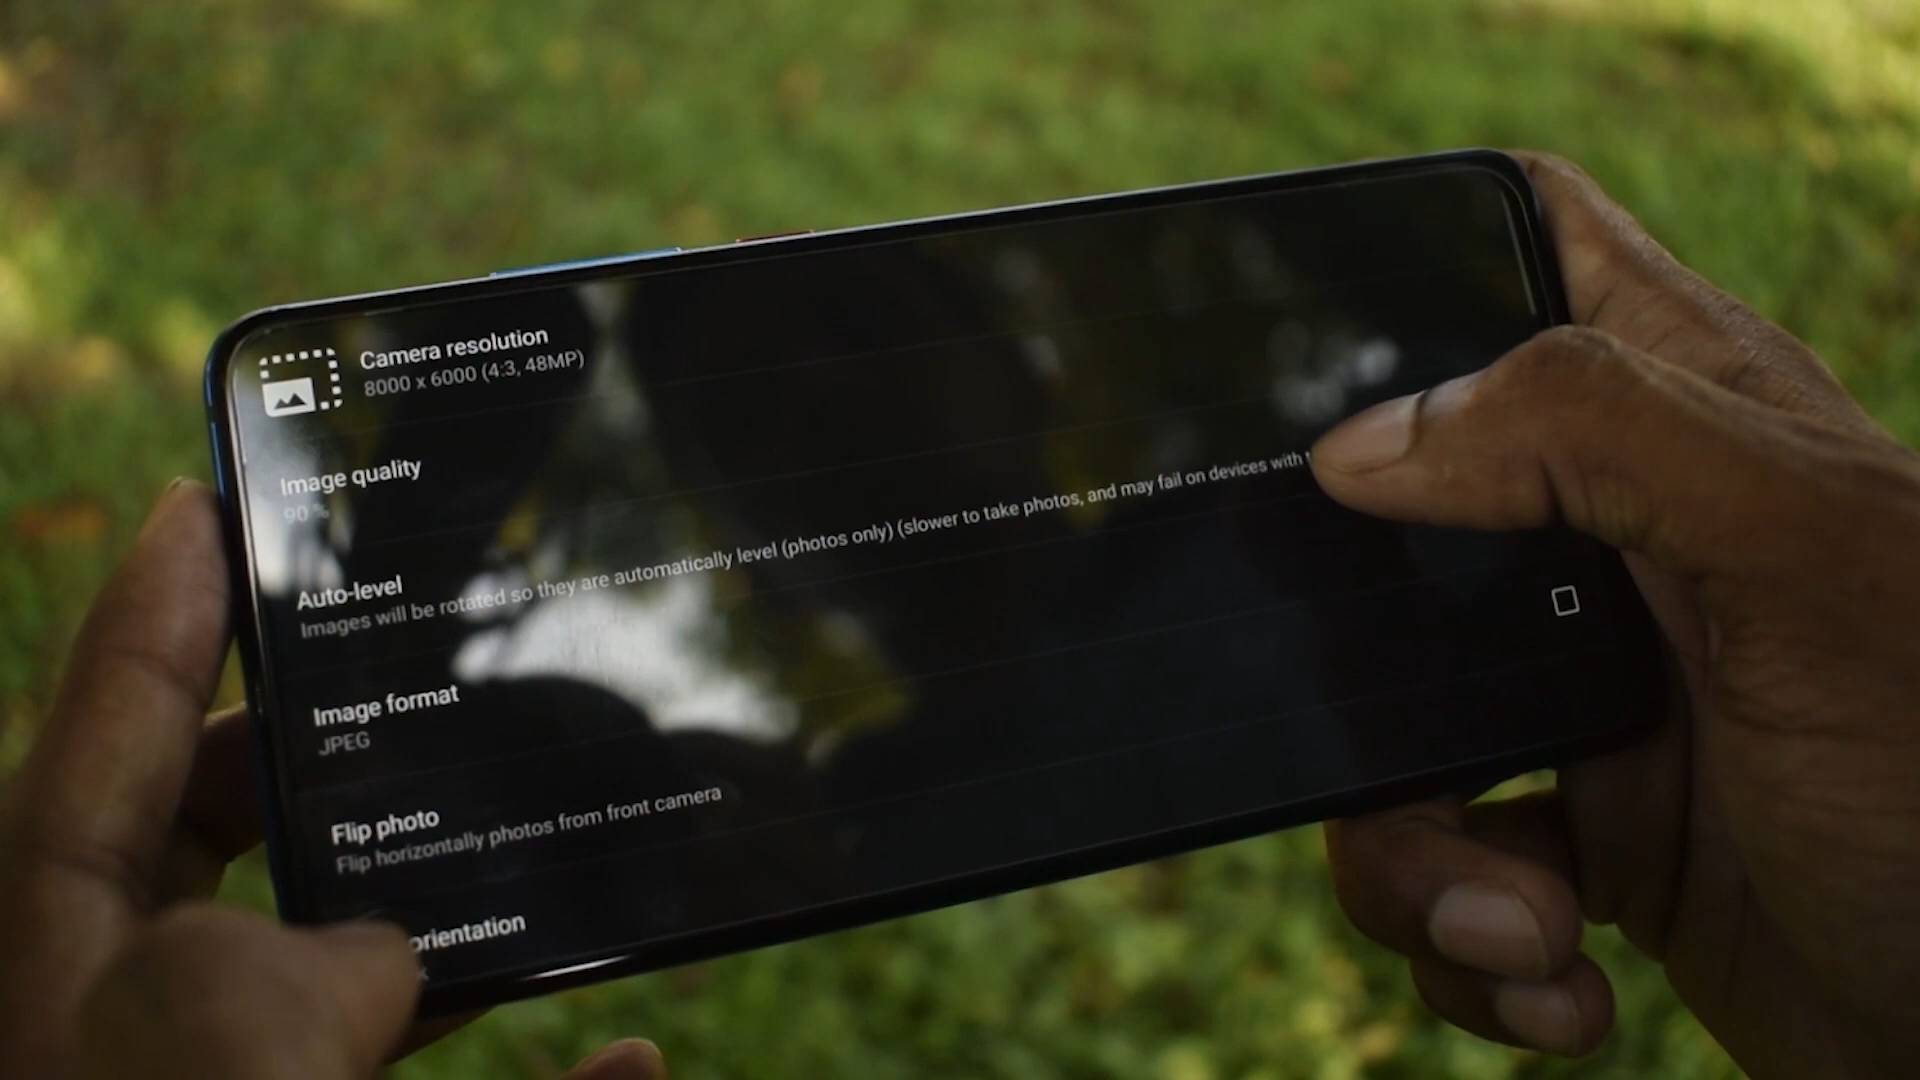 Camera resolution
8000 x 6000 (4:3, 48MP)
Image quality
90 %
Auto-level
Images will be rotated so they are automatically level (photos only) (slower to take photos, and may fail on devices with
Image format
JPEG
Flip photo
Flip horizontally photos from front camera
orientation